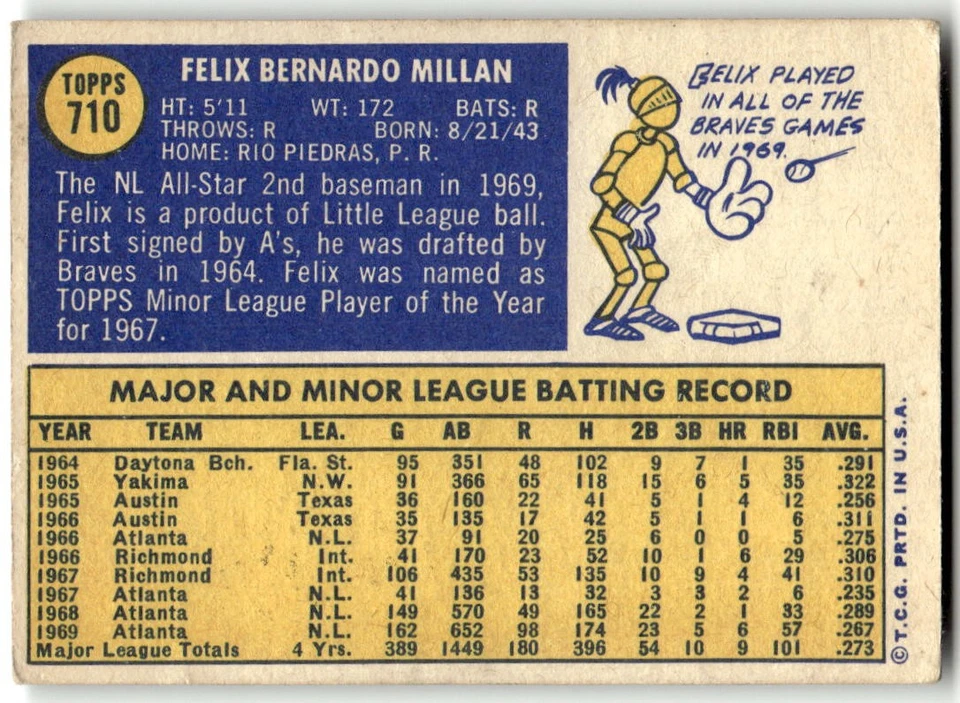 TOPPS
710
FELIX BERNARDO MILLAN
HT: 5'11 WT: 172 BATS: R
THROWS: R BORN: 8/21/43
HOME: RIO PIEDRAS, P. R.
The NL All-Star 2nd baseman in 1969,
Felix is a product of Little League ball.
First signed by A's, he was drafted by
Braves in 1964. Felix was named as
TOPPS Minor League Player of the Year
for 1967.
FELIX PLAYED
IN ALL OF THE
BRAVES GAMES
IN 1969.
MAJOR AND MINOR LEAGUE BATTING RECORD
YEAR TEAM LEA. G AB R H 2B 3B HR RBI AVG.
1964 Daytona Bch. Fla. St. 95 351 48 102 9 7 1 35 .291
1965 Yakima N.W. 91 366 65 118 15 6 5 35 .322
1965 Austin Texas 36 160 22 41 5 1 4 12 .256
1966 Austin Texas 35 135 17 42 5 1 1 6 .311
1966 Atlanta N.L. 37 91 20 25 6 0 0 5 .275
1966 Richmond Int. 41 170 23 52 10 1 6 29 .306
1967 Richmond Int. 106 435 53 135 10 9 4 41 .310
1967 Atlanta N.L. 41 136 13 32 3 3 2 6 .235
1968 Atlanta N.L. 149 570 49 165 22 2 1 33 .289
1969 Atlanta N.L. 162 652 98 174 23 5 6 57 .267
Major League Totals 4 Yrs. 389 1449 180 396 54 10 9 101 .273
© T.C.G. PRTD. IN U.S.A.